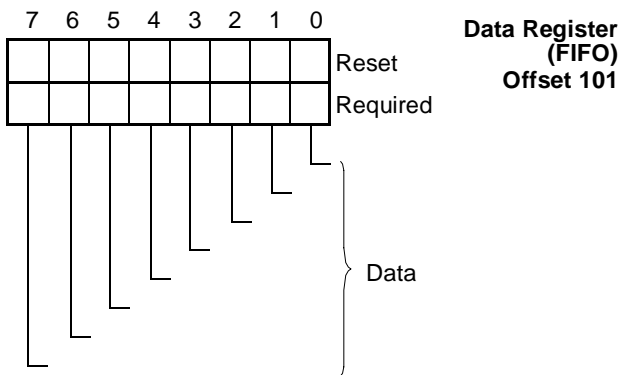 7 6 5 4 3 2 1 0
Data Register
(FIFO)
Offset 101
Reset
Required
Data